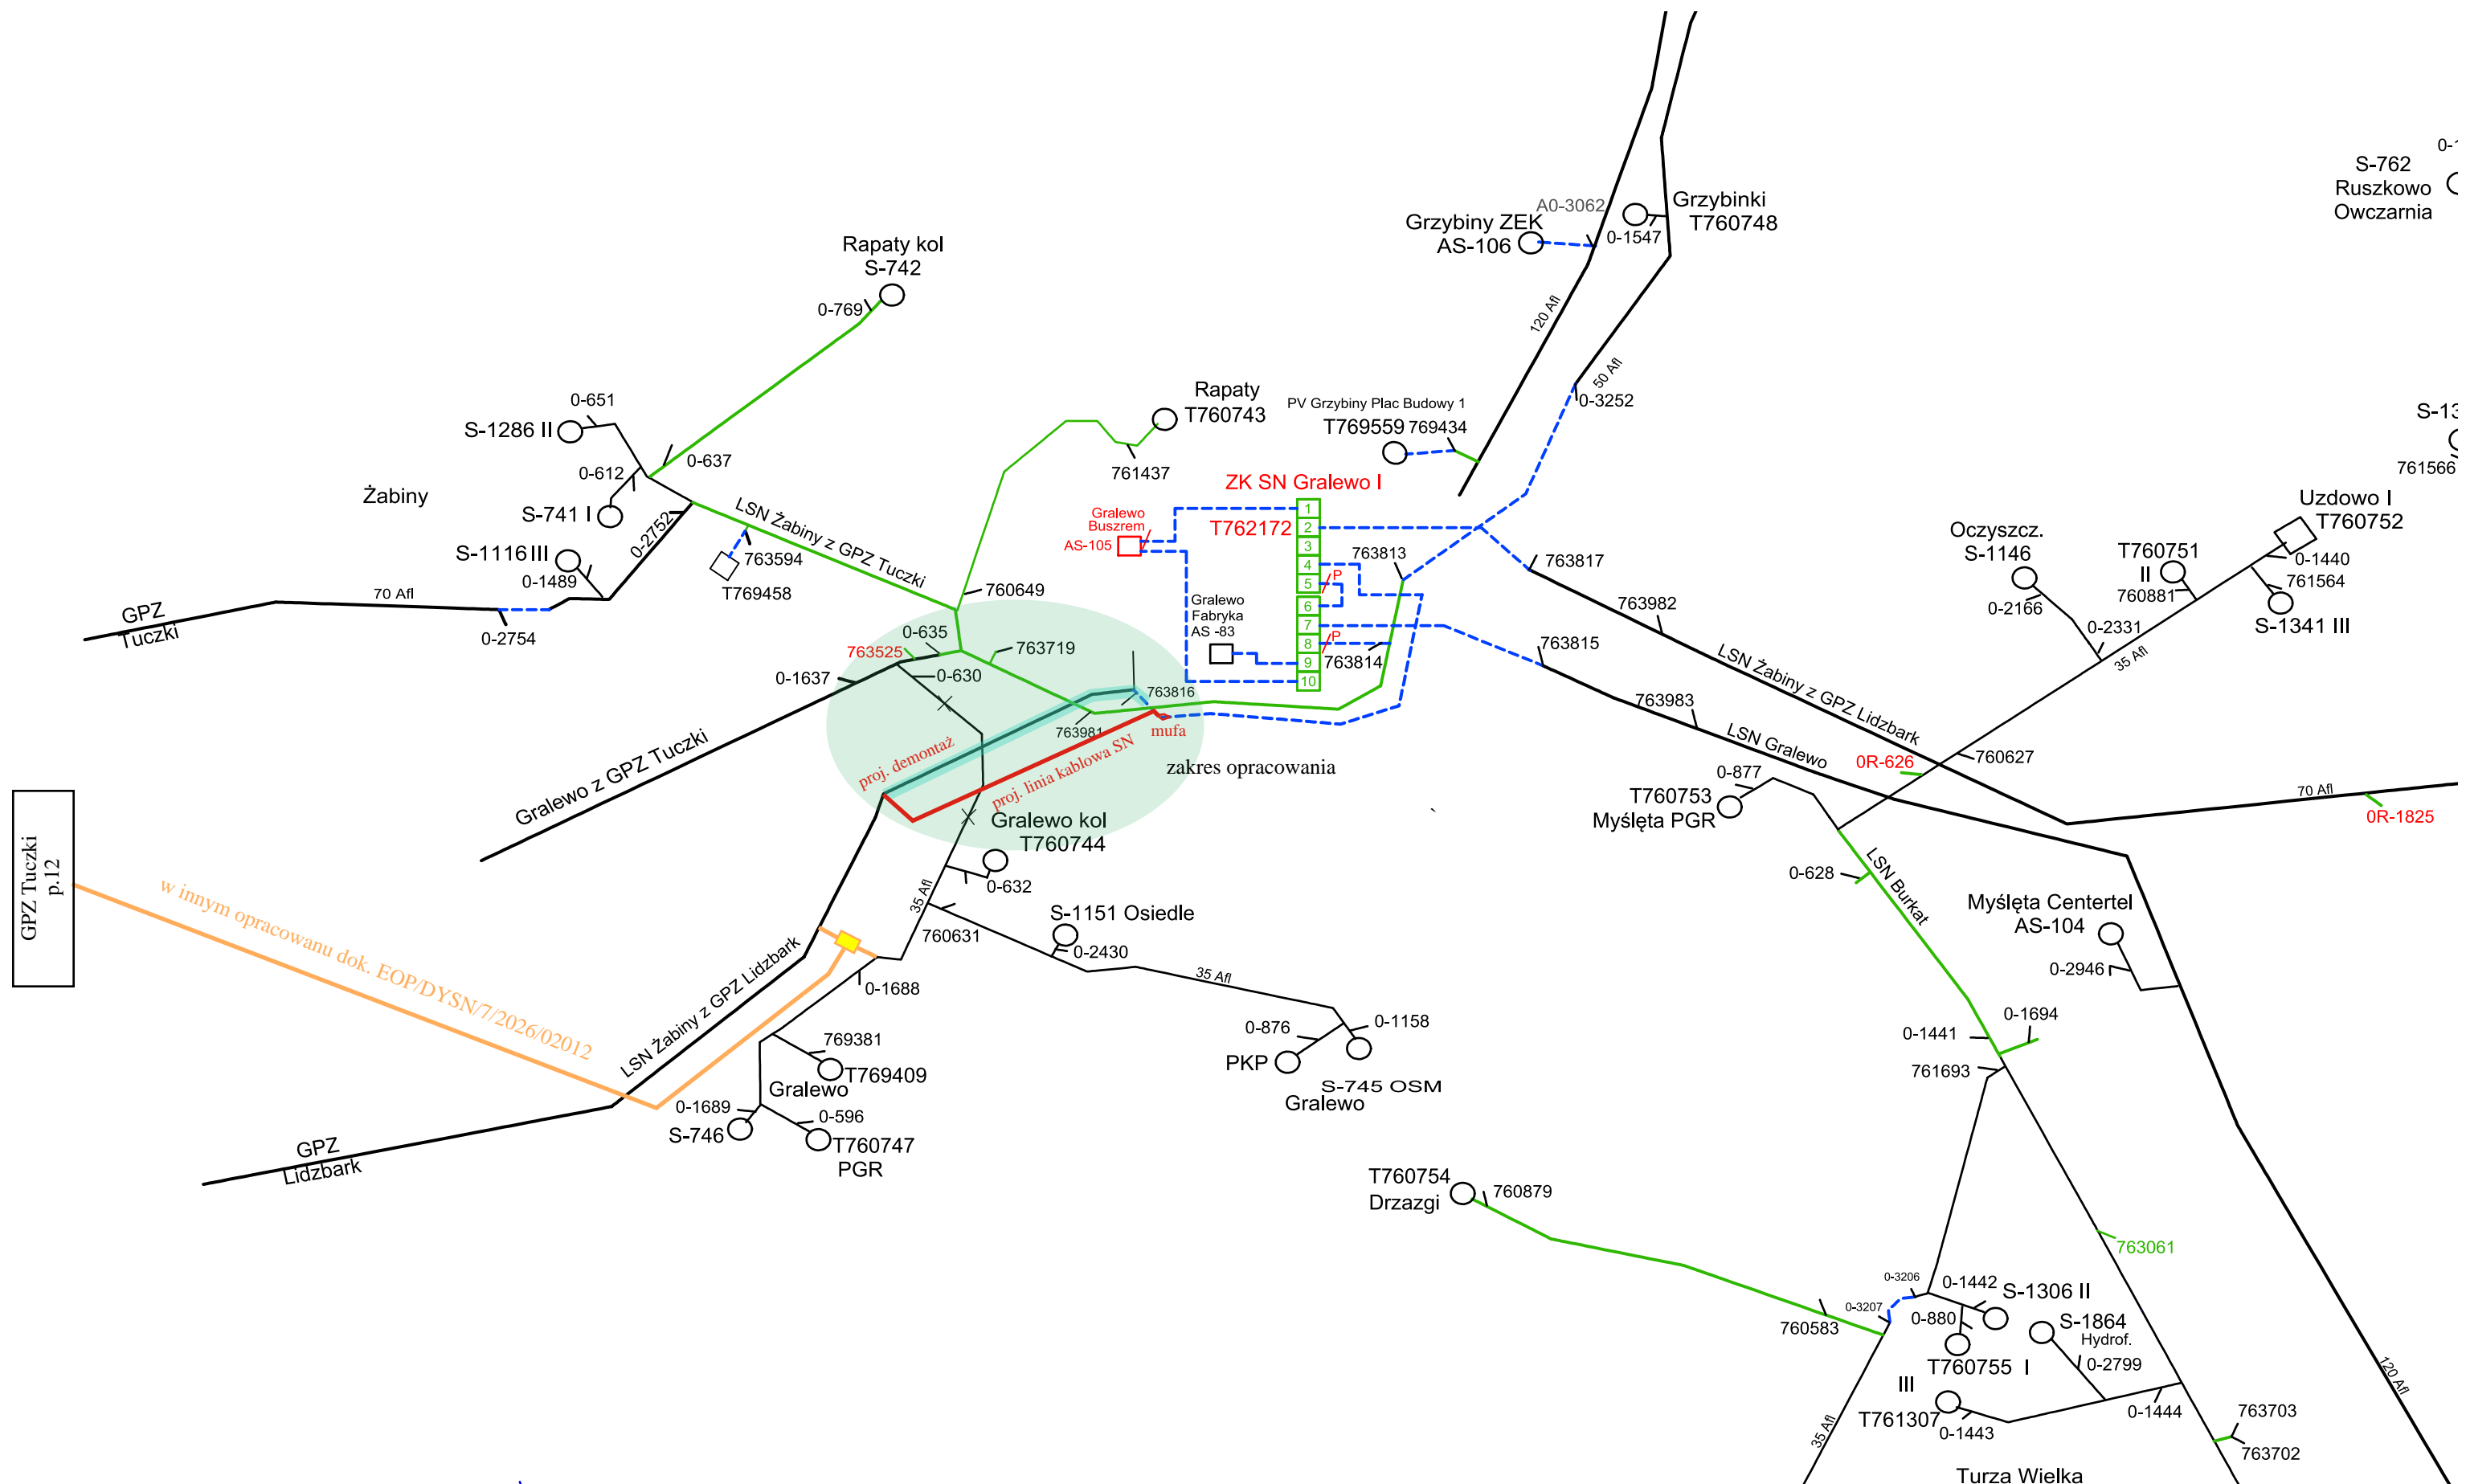 S-762
Ruszkowo
Owczarnia
Grzybinki
T760748
A0-3062
Grzybiny ZEK
AS-106
0-1547
Rapaty kol
S-742
0-769
120 Afl
50 Afl
0-3252
Rapaty
T760743
761437
PV Grzybiny Plac Budowy 1
T769559
769434
0-651
S-1286 II
0-637
0-612
Żabiny
S-741 I
0-2752
S-1116 III
0-1489
LSN Żabiny z GPZ Tuczki
763594
T769458
760649
70 Afl
GPZ
Tuczki
0-2754
ZK SN Gralewo I
T762172
Gralewo
Buszrem
AS-105
1
2
3
4
5
6
7
8
9
10
P
P
Gralewo
Fabryka
AS -83
763813
763814
763817
763815
763982
763983
LSN Żabiny z GPZ Lidzbark
LSN Gralewo
761566
Uzdowo I
T760752
0-1440
761564
S-1341 III
T760751
II
760881
Oczyszcz.
S-1146
0-2166
0-2331
35 Afl
760627
0R-626
70 Afl
0R-1825
0-635
763525
763719
0-1637
0-630
763816
763981
mufa
proj. demontaż
proj. linia kablowa SN
zakres opracowania
Gralewo z GPZ Tuczki
Gralewo kol
T760744
0-632
35 Afl
760631
S-1151 Osiedle
0-2430
35 Afl
0-876
0-1158
PKP
S-745 OSM
Gralewo
GPZ Tuczki
p.12
w innym opracowanu dok. EOP/DYSN/7/2026/02012
LSN Żabiny z GPZ Lidzbark
0-1688
769381
T769409
Gralewo
0-1689
0-596
S-746
T760747
PGR
GPZ
Lidzbark
0-877
T760753
Myślęta PGR
0-628
LSN Burkat
Myślęta Centertel
AS-104
0-2946
0-1441
0-1694
761693
T760754
Drzazgi
760879
760583
763061
0-3206
0-3207
0-1442
S-1306 II
0-880
T760755 I
S-1864
Hydrof.
0-2799
III
T761307
0-1443
0-1444
35 Afl
120 Afl
763703
763702
Turza Wielka